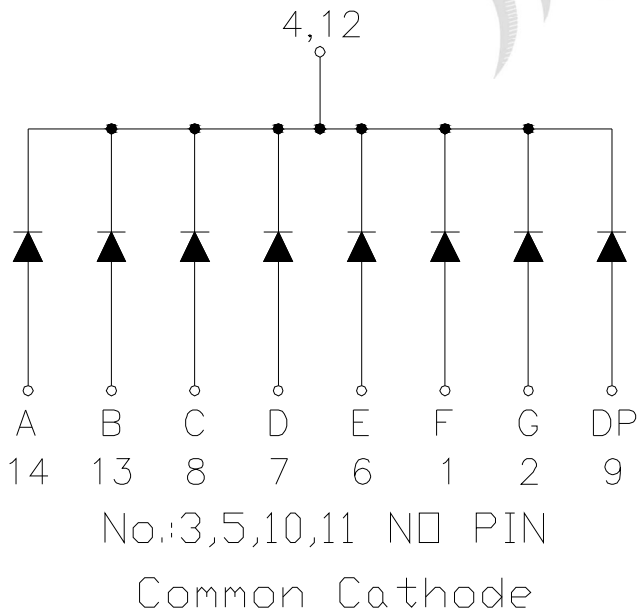 4,12
A B C D E F G DP
14 13 8 7 6 1 2 9
No.:3,5,10,11 NO PIN
Common Cathode